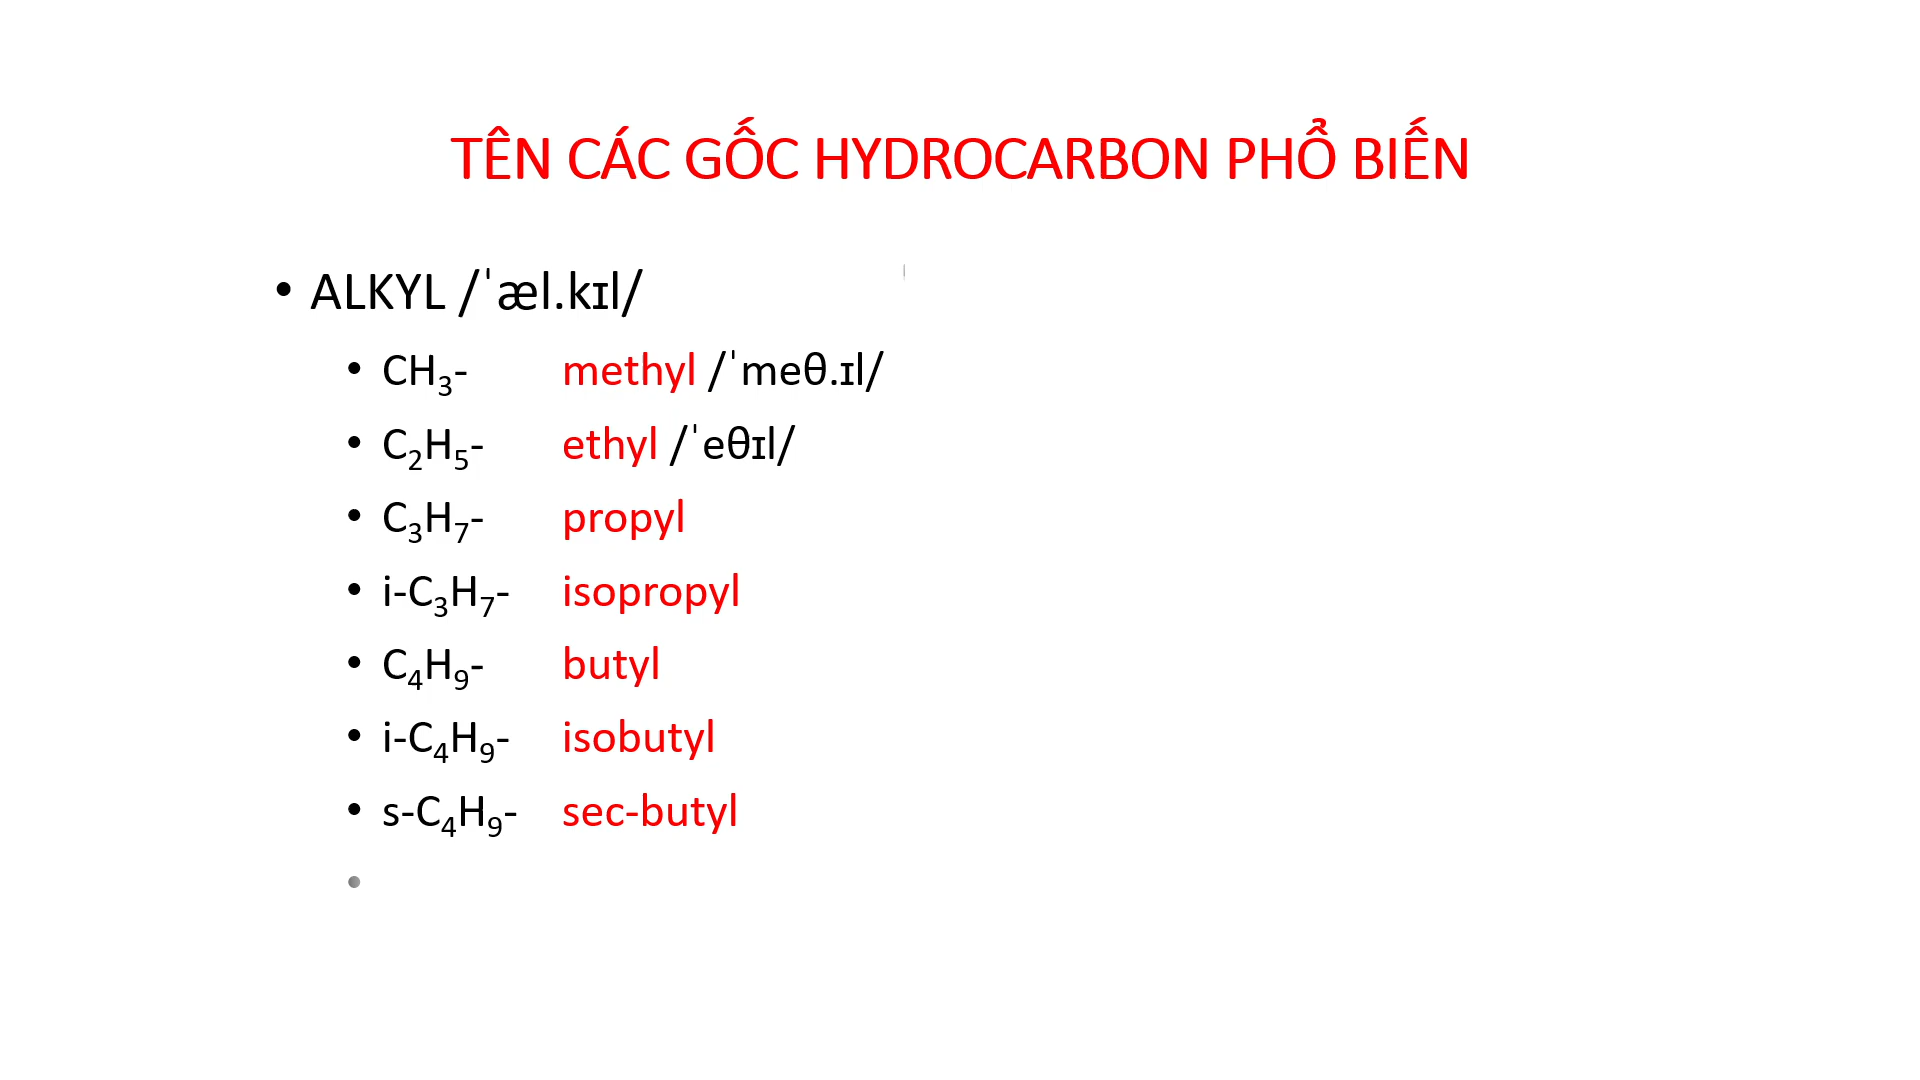 TÊN CÁC GỐC HYDROCARBON PHỔ BIẾN
• ALKYL /ˈæl.kɪl/
• CH₃- methyl /ˈmeθ.ɪl/
• C₂H₅- ethyl /ˈeθɪl/
• C₃H₇- propyl
• i-C₃H₇- isopropyl
• C₄H₉- butyl
• i-C₄H₉- isobutyl
• s-C₄H₉- sec-butyl
•